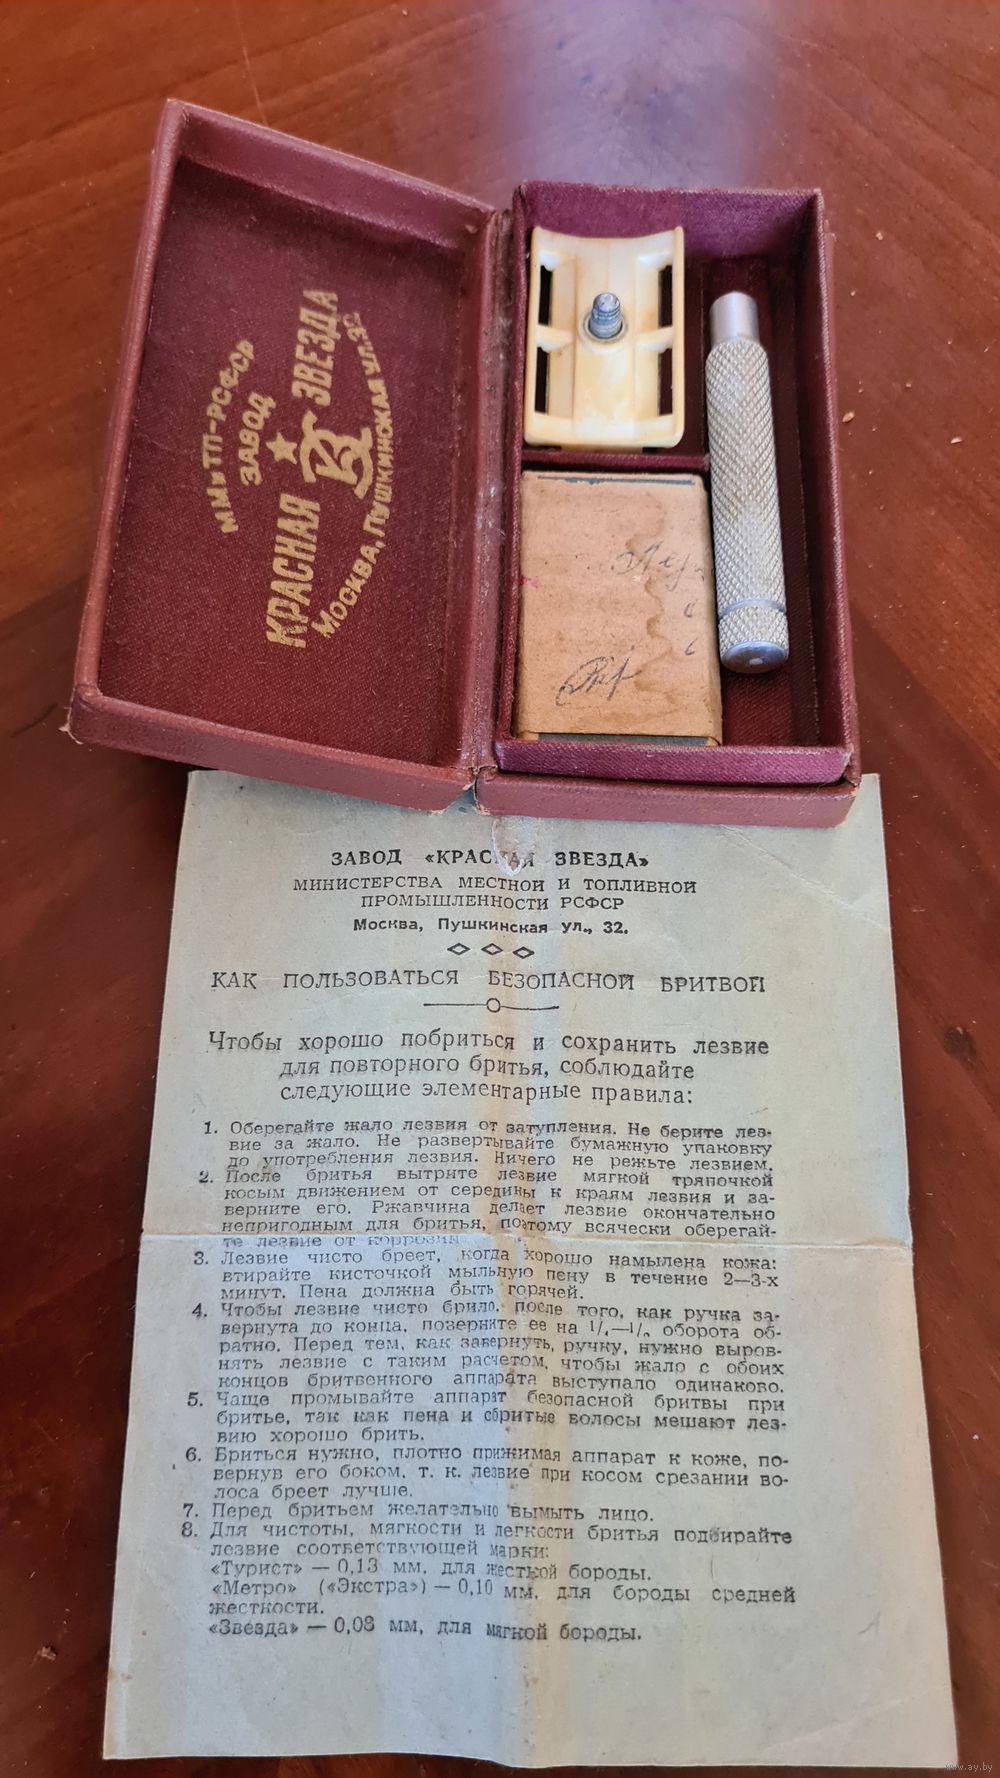 ММиТП-РСФСР
ЗАВОД
КРАСНАЯ ЗВЕЗДА
КЗ
Москва, Пушкинская ул. 32
ЗАВОД «КРАСНАЯ ЗВЕЗДА»
МИНИСТЕРСТВА МЕСТНОЙ И ТОПЛИВНОЙ
ПРОМЫШЛЕННОСТИ РСФСР
Москва, Пушкинская ул., 32.
КАК ПОЛЬЗОВАТЬСЯ БЕЗОПАСНОЙ БРИТВОЙ
Чтобы хорошо побриться и сохранить лезвие
для повторного бритья, соблюдайте
следующие элементарные правила:
1. Оберегайте жало лезвия от затупления. Не берите лез-
вие за жало. Не развертывайте бумажную упаковку
до употребления лезвия. Ничего не режьте лезвием.
2. После бритья вытрите лезвие мягкой тряпочкой
косым движением от середины к краям лезвия и за-
верните его. Ржавчина делает лезвие окончательно
непригодным для бритья, поэтому всячески оберегай-
те лезвие от коррозии
3. Лезвие чисто бреет, когда хорошо намылена кожа:
втирайте кисточкой мыльную пену в течение 2—3-х
минут. Пена должна быть горячей.
4. Чтобы лезвие чисто брило, после того, как ручка за-
вернута до конца, поверните ее на оборота об-
ратно. Перед тем, как завернуть, ручку, нужно выров-
нять лезвие с таким расчетом, чтобы жало с обоих
концов бритвенного аппарата выступало одинаково.
5. Чаще промывайте аппарат безопасной бритвы при
бритье, так как пена и сбритые волосы мешают лез-
вию хорошо брить.
6. Бриться нужно, плотно прижимая аппарат к коже, по-
вернув его боком, т. к. лезвие при косом срезании во-
лоса бреет лучше.
7. Перед бритьем желательно вымыть лицо.
8. Для чистоты, мягкости и легкости бритья подбирайте
лезвие соответствующей марки:
«Турист» — 0,13 мм, для жесткой бороды.
«Метро» («Экстра») — 0,10 мм, для бороды средней
жесткости.
«Звезда» — 0,08 мм, для мягкой бороды.
www.ay.by